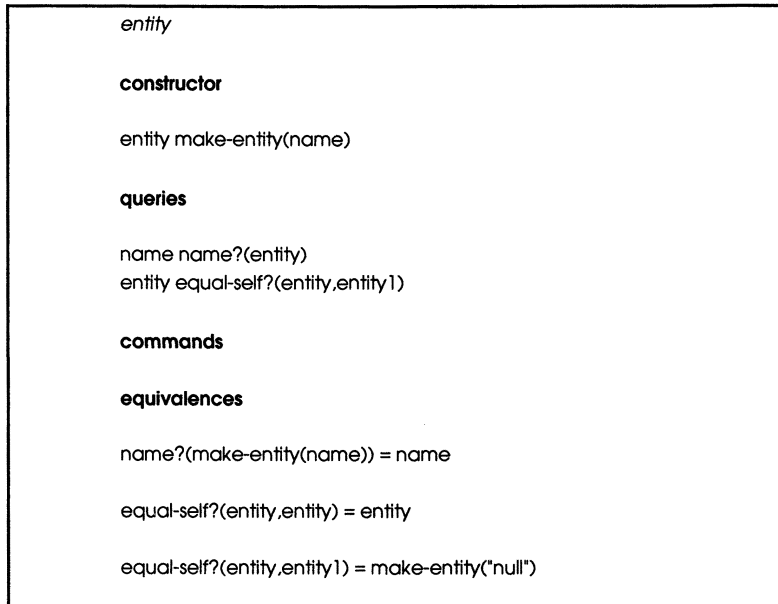 entity
constructor
entity make-entity(name)
queries
name name?(entity)
entity equal-self?(entity,entity1)
commands
equivalences
name?(make-entity(name)) = name
equal-self?(entity,entity) = entity
equal-self?(entity,entity1) = make-entity("null")